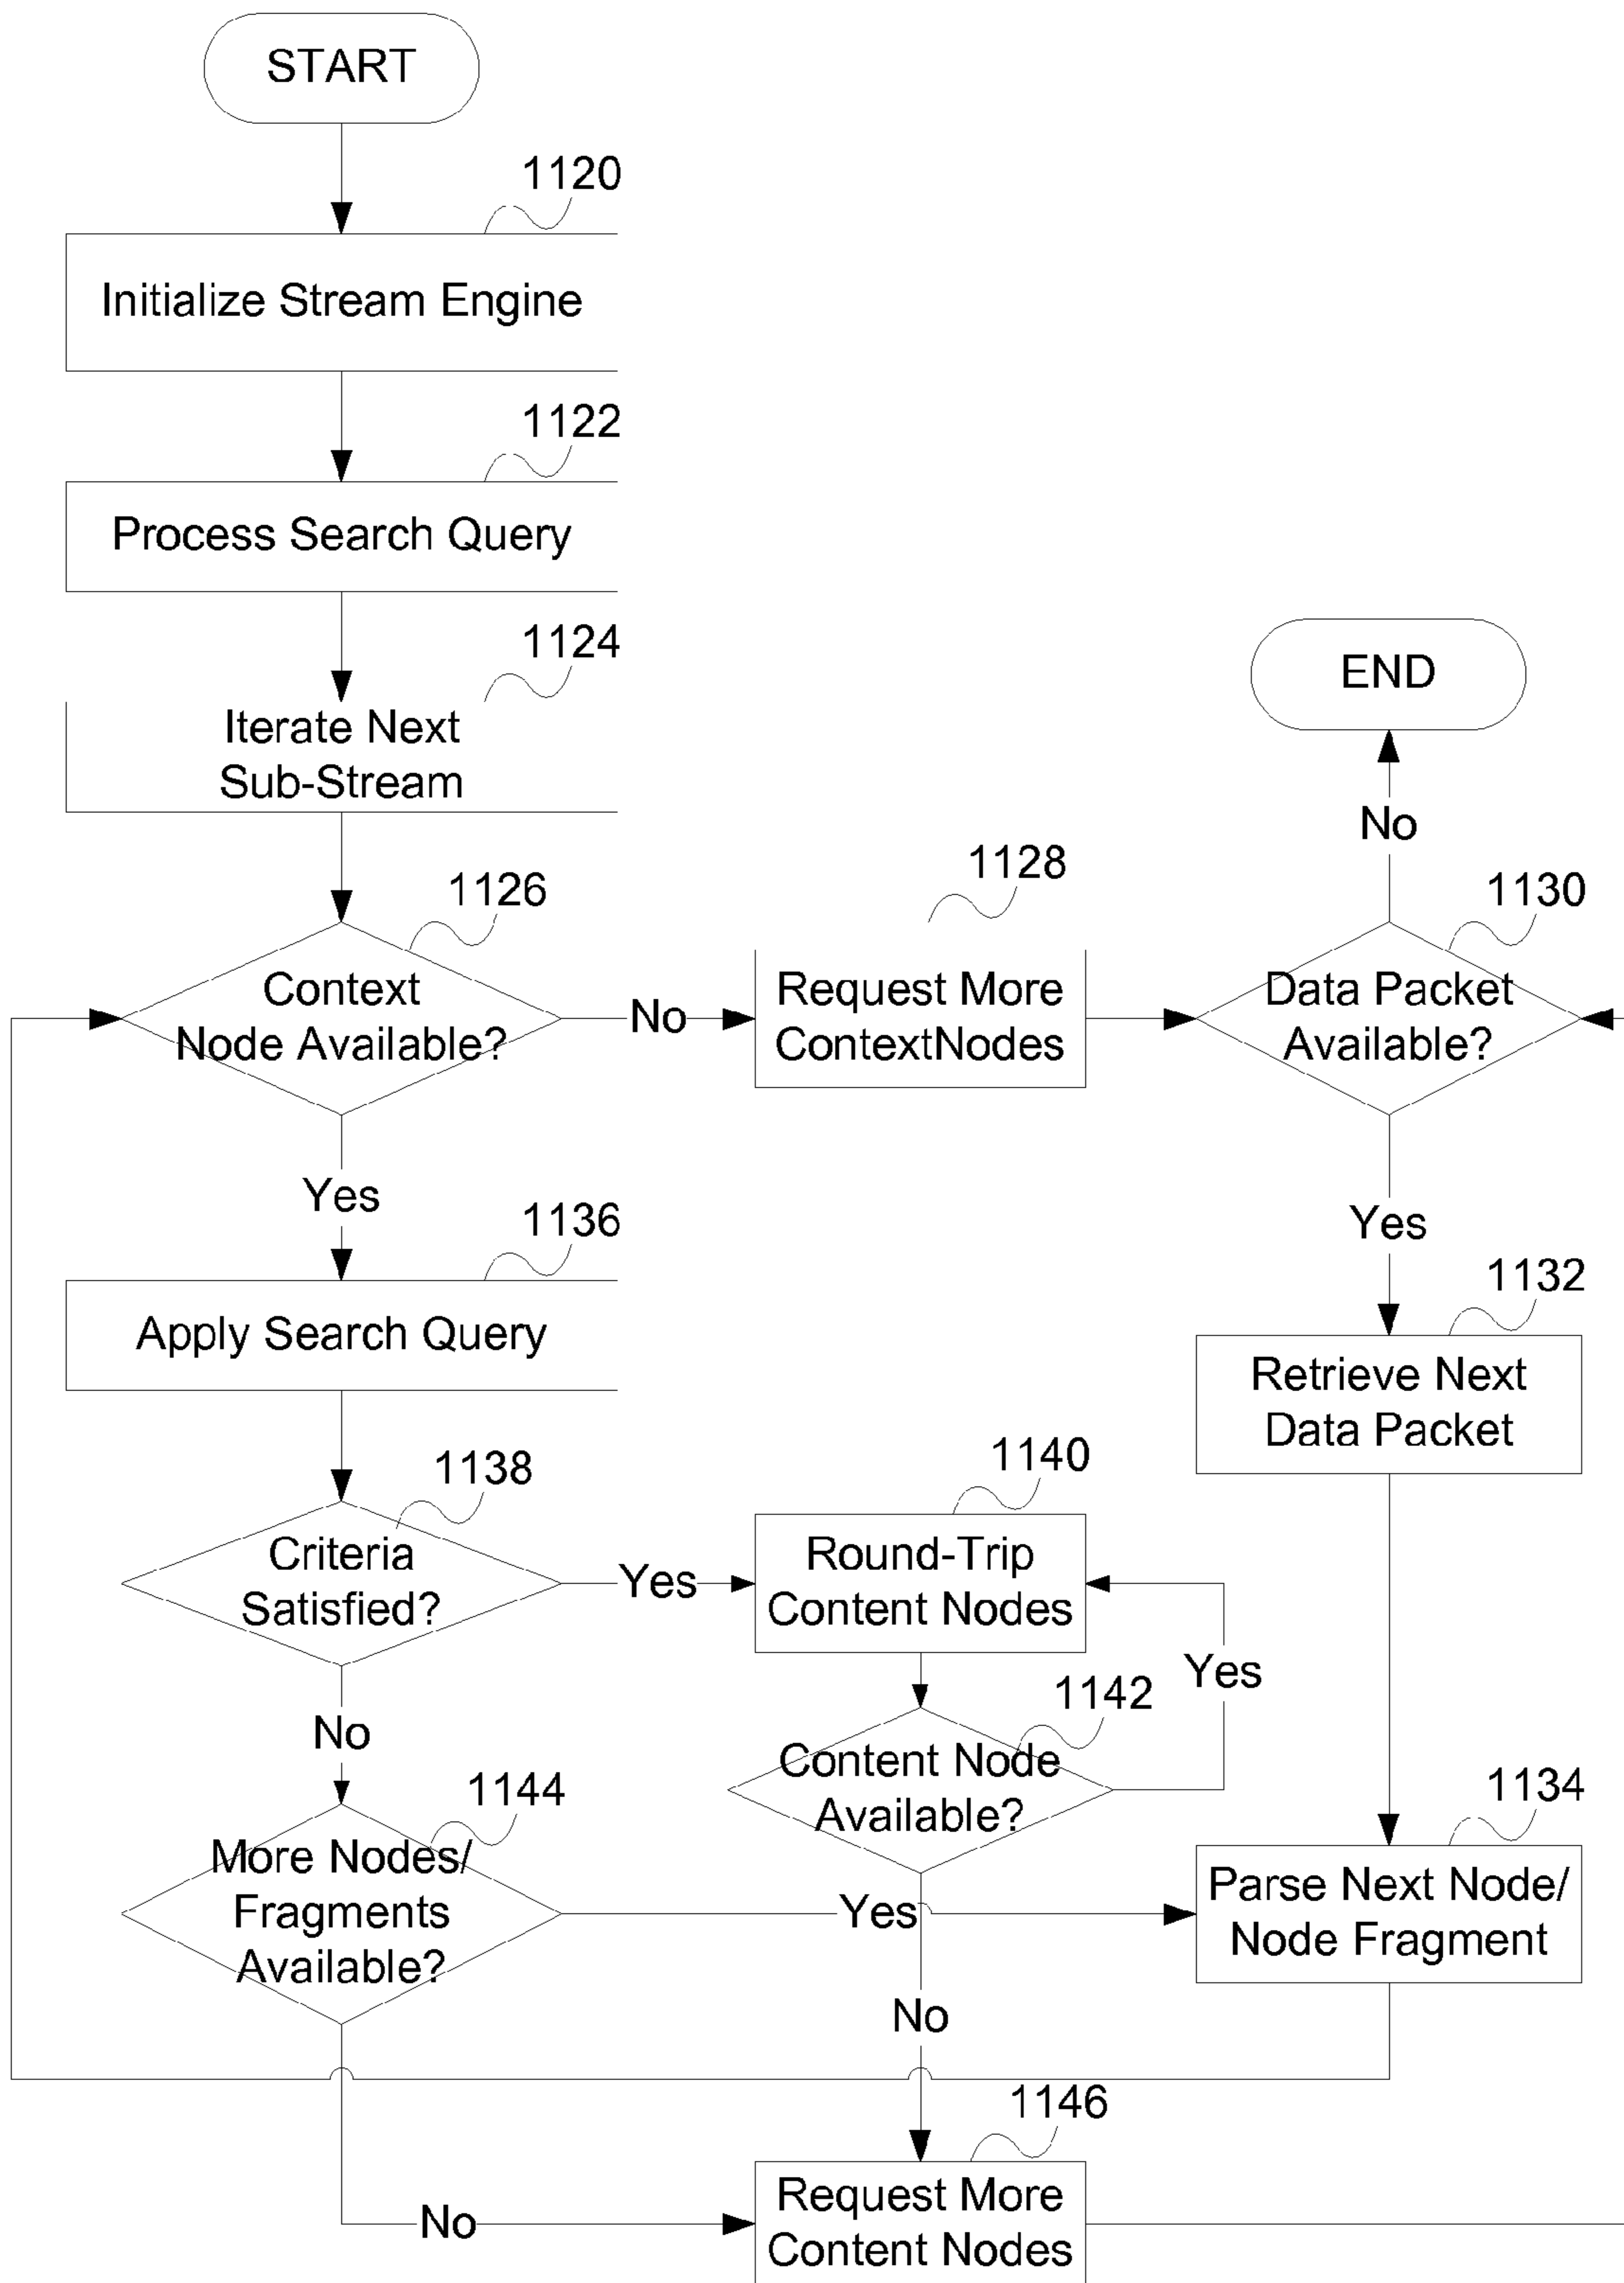 START
1120
Initialize Stream Engine
1122
Process Search Query
1124
Iterate Next
Sub-Stream
END
No
1126
Context
Node Available?
No
1128
Request More
ContextNodes
1130
Data Packet
Available?
Yes
Yes
1136
Apply Search Query
1132
Retrieve Next
Data Packet
1138
Criteria
Satisfied?
Yes
1140
Round-Trip
Content Nodes
Yes
No
1142
Content Node
Available?
1144
More Nodes/
Fragments
Available?
Yes
1134
Parse Next Node/
Node Fragment
No
1146
No
Request More
Content Nodes